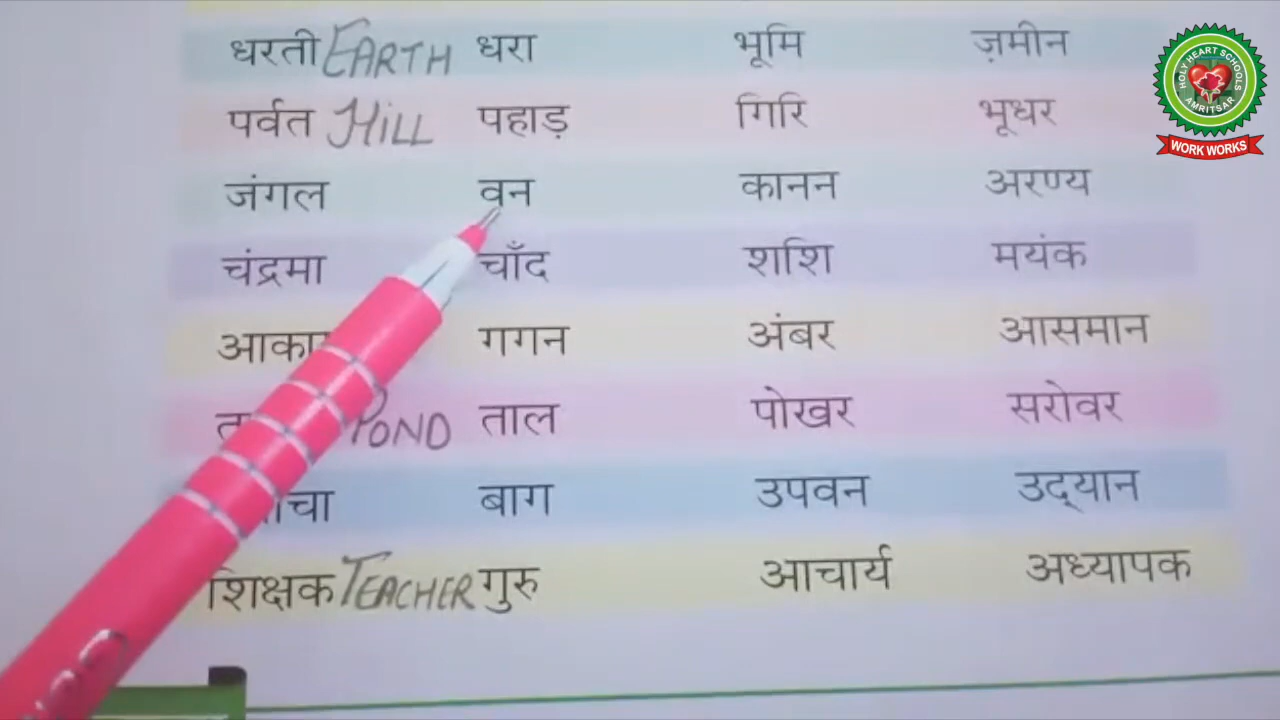 धरती EARTH धरा भूमि ज़मीन
पर्वत HILL पहाड़ गिरि भूधर
जंगल वन कानन अरण्य
चंद्रमा चाँद शशि मयंक
गगन अंबर आसमान
POND ताल पोखर सरोवर
बाग उपवन उद्‌यान
शिक्षक TEACHER गुरु आचार्य अध्यापक
HOLY HEART SCHOOLS
AMRITSAR
WORK WORKS